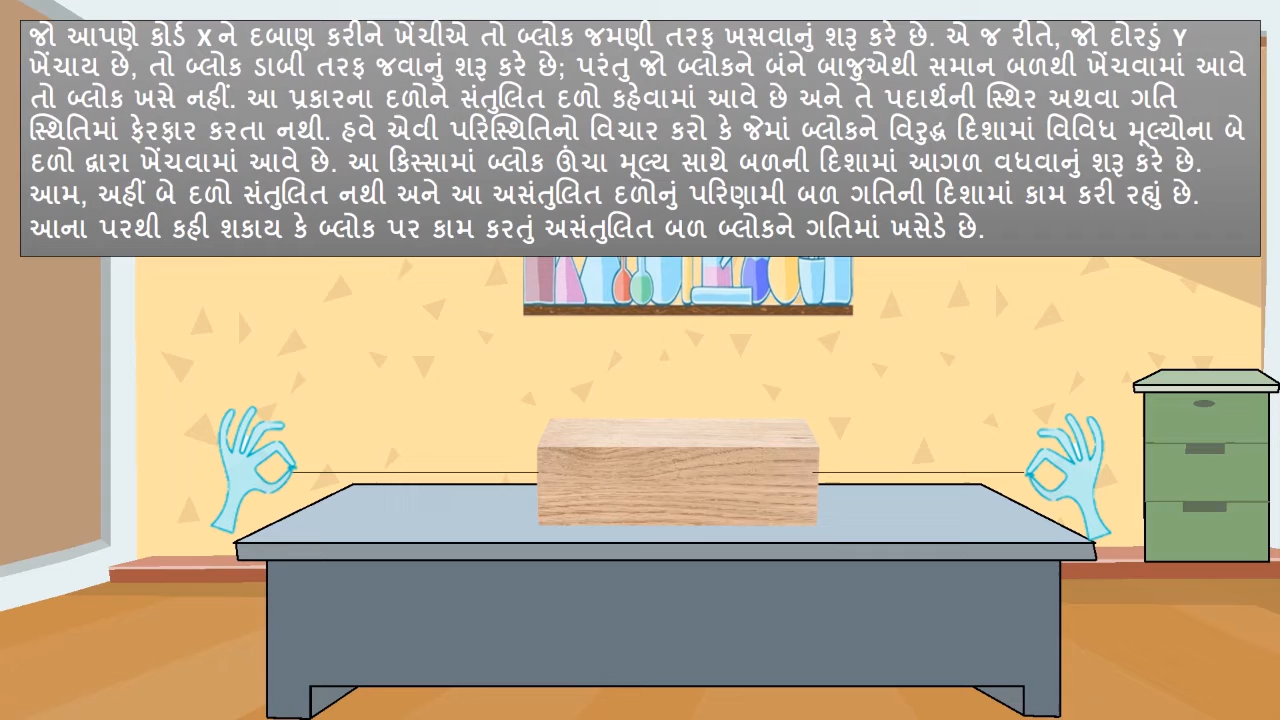 જો આપણે કોર્ડ X ને દબાણ કરીને ખેંચીએ તો બ્લોક જમણી તરફ ખસવાનું શરૂ કરે છે. એ જ રીતે, જો દોરડું Y
ખેંચાય છે, તો બ્લોક ડાબી તરફ જવાનું શરૂ કરે છે; પરંતુ જો બ્લોકને બંને બાજુએથી સમાન બળથી ખેંચવામાં આવે
તો બ્લોક ખસે નહીં. આ પ્રકારના દળોને સંતુલિત દળો કહેવામાં આવે છે અને તે પદાર્થની સ્થિર અથવા ગતિ
સ્થિતિમાં ફેરફાર કરતા નથી. હવે એવી પરિસ્થિતિનો વિચાર કરો કે જેમાં બ્લોકને વિરુદ્ધ દિશામાં વિવિધ મૂલ્યોના બે
દળો દ્વારા ખેંચવામાં આવે છે. આ કિસ્સામાં બ્લોક ઊંચા મૂલ્ય સાથે બળની દિશામાં આગળ વધવાનું શરૂ કરે છે.
આમ, અહીં બે દળો સંતુલિત નથી અને આ અસંતુલિત દળોનું પરિણામી બળ ગતિની દિશામાં કામ કરી રહ્યું છે.
આના પરથી કહી શકાય કે બ્લોક પર કામ કરતું અસંતુલિત બળ બ્લોકને ગતિમાં ખસેડે છે.